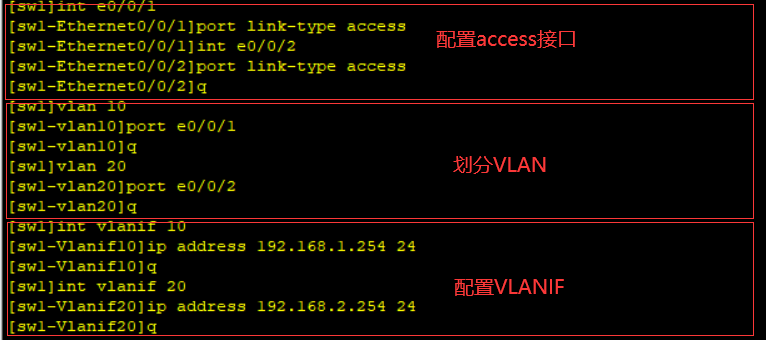 [sw1]int e0/0/1
[sw1-Ethernet0/0/1]port link-type access
[sw1-Ethernet0/0/1]int e0/0/2
[sw1-Ethernet0/0/2]port link-type access
[sw1-Ethernet0/0/2]q
配置access接口
[sw1]vlan 10
[sw1-vlan10]port e0/0/1
[sw1-vlan10]q
[sw1]vlan 20
[sw1-vlan20]port e0/0/2
[sw1-vlan20]q
划分VLAN
[sw1]int vlanif 10
[sw1-Vlanif10]ip address 192.168.1.254 24
[sw1-Vlanif10]q
[sw1]int vlanif 20
[sw1-Vlanif20]ip address 192.168.2.254 24
[sw1-Vlanif20]q
配置VLANIF